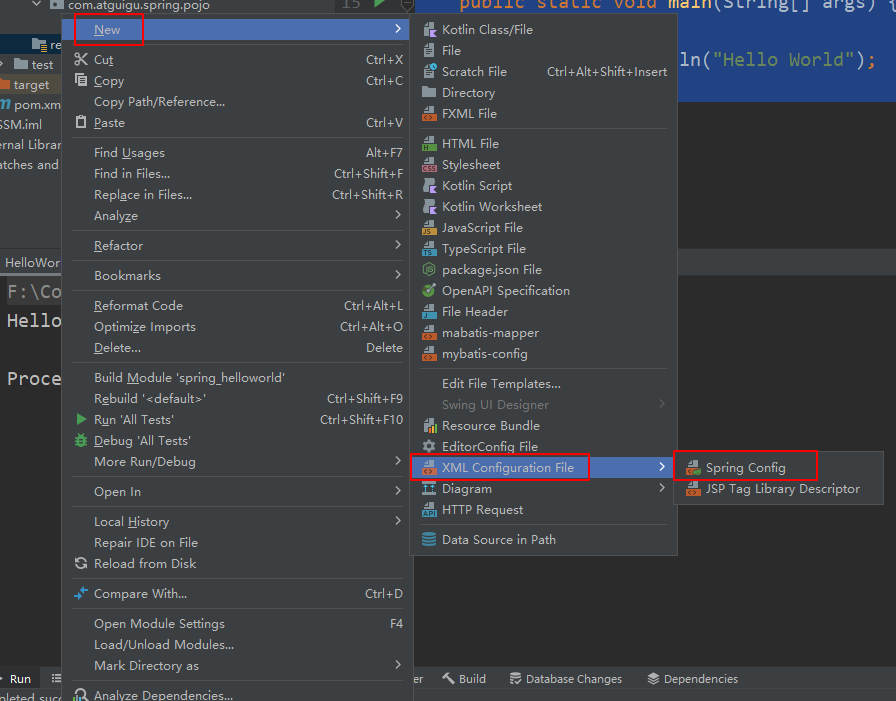 com.atguigu.spring.pojo
15
public static void main(String[] args) {
ln("Hello World");
re
test
target
pom.xm
SSM.iml
ernal Librar
atches and
HelloWor
F:\Co
Hello
Proce
New
Cut Ctrl+X
Copy Ctrl+C
Copy Path/Reference...
Paste Ctrl+V
Find Usages Alt+F7
Find in Files... Ctrl+Shift+F
Replace in Files... Ctrl+Shift+R
Analyze
Refactor
Bookmarks
Reformat Code Ctrl+Alt+L
Optimize Imports Ctrl+Alt+O
Delete... Delete
Build Module 'spring_helloworld'
Rebuild '<default>' Ctrl+Shift+F9
Run 'All Tests' Ctrl+Shift+F10
Debug 'All Tests'
More Run/Debug
Open In
Local History
Repair IDE on File
Reload from Disk
Compare With... Ctrl+D
Open Module Settings F4
Load/Unload Modules...
Mark Directory as
Analyze Dependencies...
Kotlin Class/File
File
Scratch File Ctrl+Alt+Shift+Insert
Directory
FXML File
HTML File
Stylesheet
Kotlin Script
Kotlin Worksheet
JavaScript File
TypeScript File
package.json File
OpenAPI Specification
File Header
mabatis-mapper
mybatis-config
Edit File Templates...
Swing UI Designer
Resource Bundle
EditorConfig File
XML Configuration File
Diagram
HTTP Request
Data Source in Path
Spring Config
JSP Tag Library Descriptor
Run
er
Build
Database Changes
Dependencies
pleted succ